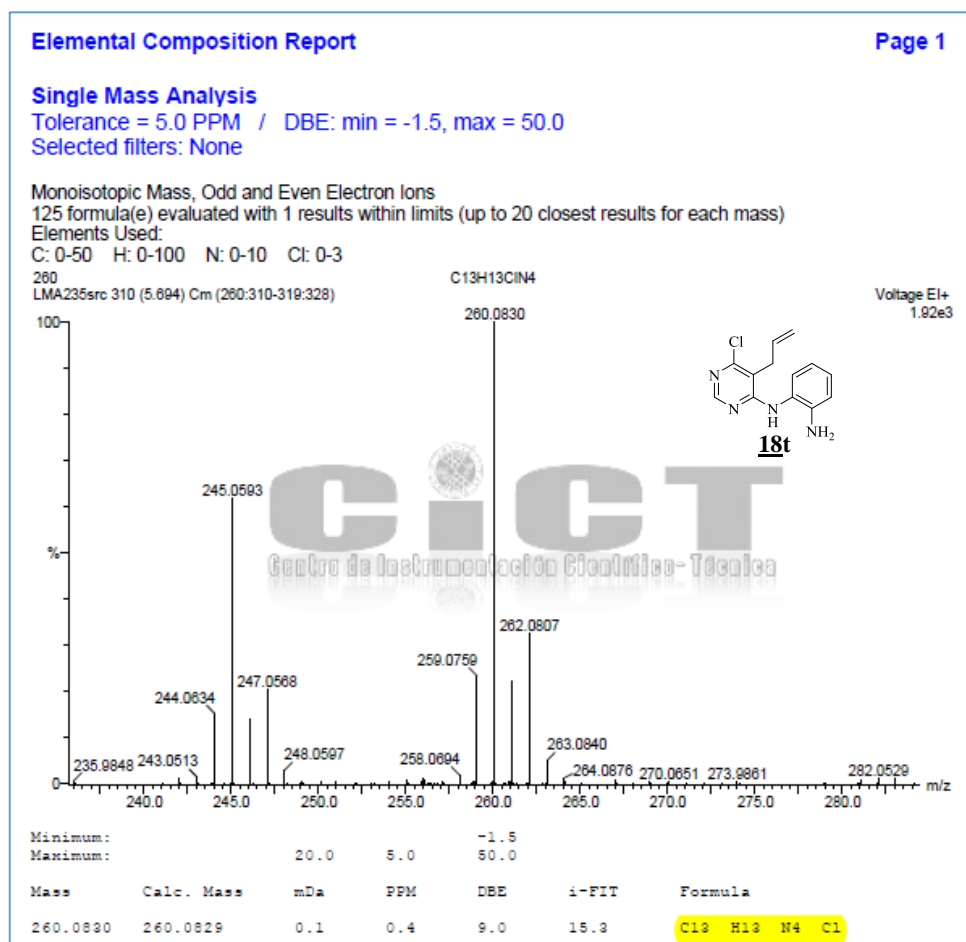 Elemental Composition Report Page 1
Single Mass Analysis
Tolerance = 5.0 PPM / DBE: min = -1.5, max = 50.0
Selected filters: None
Monoisotopic Mass, Odd and Even Electron Ions
125 formula(e) evaluated with 1 results within limits (up to 20 closest results for each mass)
Elements Used:
C: 0-50 H: 0-100 N: 0-10 Cl: 0-3
260 C13H13ClN4
LMA235src 310 (5.694) Cm (260:310-319:328) Voltage EI+
1.92e3
100
260.0830
Cl
N
N
N
H
NH2
18t
CiCT
Centro de Instrumentación Científico-Técnica
245.0593
%
262.0807
259.0759
247.0568
244.0634
263.0840
248.0597
243.0513
235.9848
258.0694
264.0876
270.0651
273.9861
282.0529
0
m/z
240.0 245.0 250.0 255.0 260.0 265.0 270.0 275.0 280.0
Minimum: -1.5
Maximum: 20.0 5.0 50.0
Mass Calc. Mass mDa PPM DBE i-FIT Formula
260.0830 260.0829 0.1 0.4 9.0 15.3 C13 H13 N4 Cl